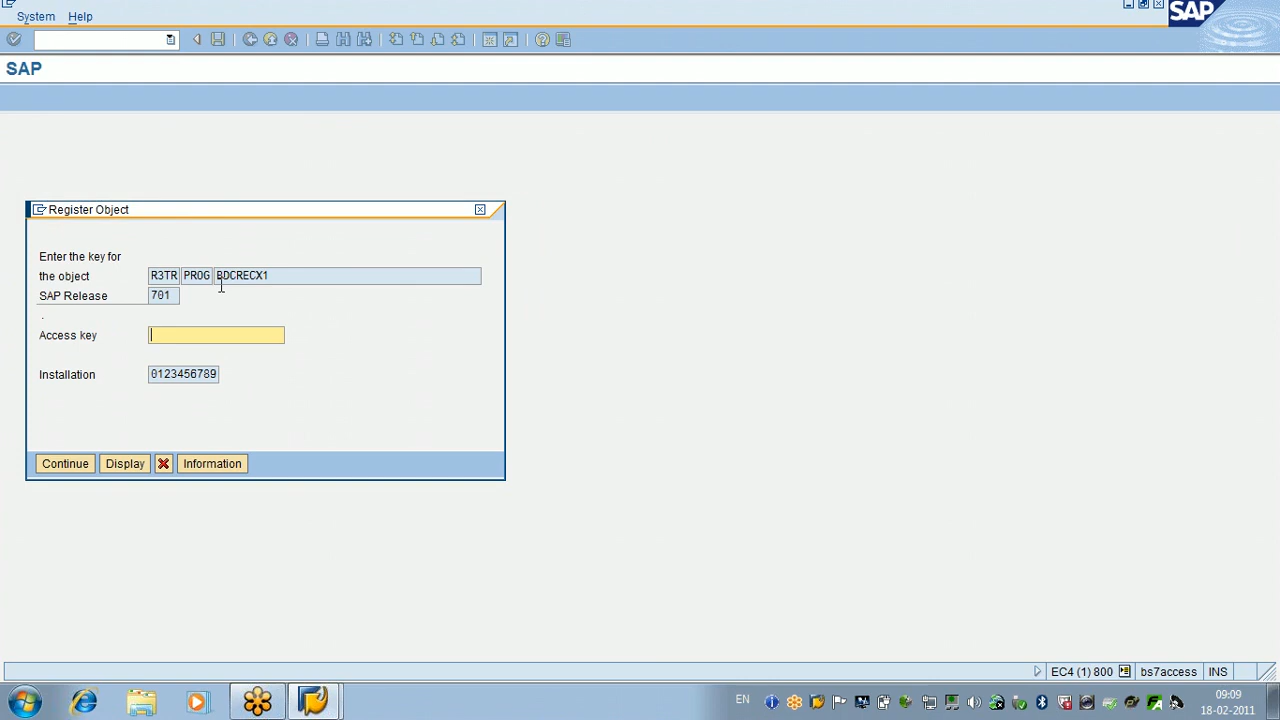 System Help
SAP
SAP
Register Object
Enter the key for
the object R3TR PROG BDCRECX1
SAP Release 701
.
Access key
Installation 0123456789
Continue Display Information
EC4 (1) 800 bs7access INS
EN 09:09
18-02-2011